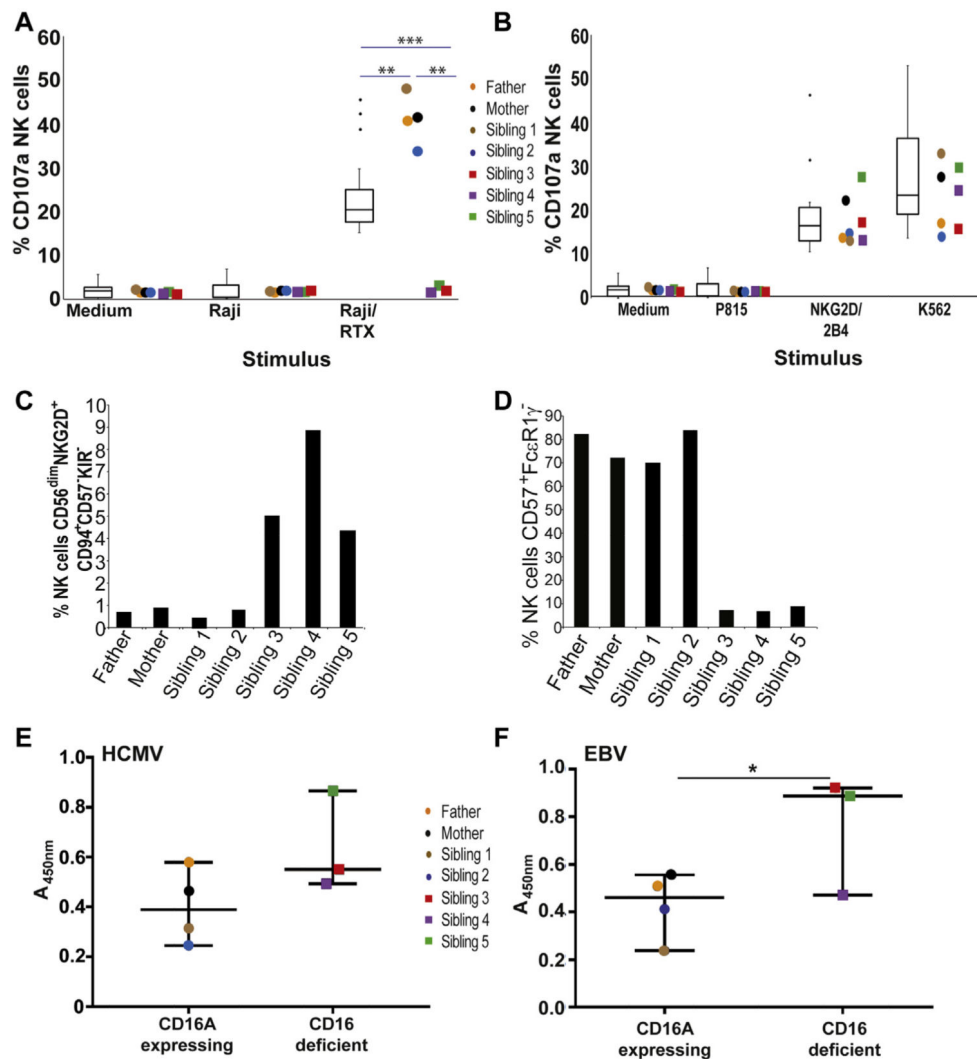 A
% CD107a NK cells
60
50
40
30
20
10
0
***
**
**
Medium
Raji
Raji/
RTX
Stimulus
Father
Mother
Sibling 1
Sibling 2
Sibling 3
Sibling 4
Sibling 5
B
% CD107a NK cells
60
50
40
30
20
10
0
Medium
P815
NKG2D/
2B4
K562
Stimulus
C
% NK cells CD56dimNKG2D+
CD94+CD57-KIR-
10
9
8
7
6
5
4
3
2
1
0
Father
Mother
Sibling 1
Sibling 2
Sibling 3
Sibling 4
Sibling 5
D
% NK cells CD57+FcεR1γ-
90
80
70
60
50
40
30
20
10
0
Father
Mother
Sibling 1
Sibling 2
Sibling 3
Sibling 4
Sibling 5
E
HCMV
A450nm
1.0
0.8
0.6
0.4
0.2
0.0
CD16A
expressing
CD16
deficient
Father
Mother
Sibling 1
Sibling 2
Sibling 3
Sibling 4
Sibling 5
F
EBV
*
A450nm
1.0
0.8
0.6
0.4
0.2
0.0
CD16A
expressing
CD16
deficient